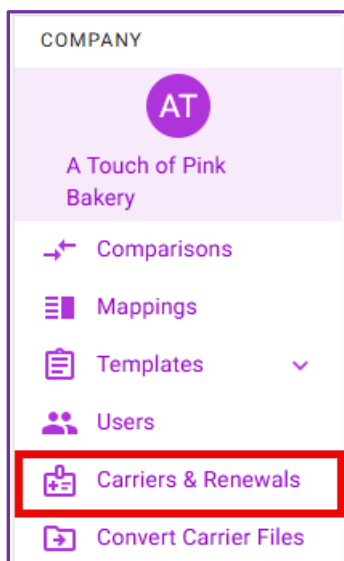 COMPANY
AT
A Touch of Pink
Bakery
Comparisons
Mappings
Templates
Users
Carriers & Renewals
Convert Carrier Files